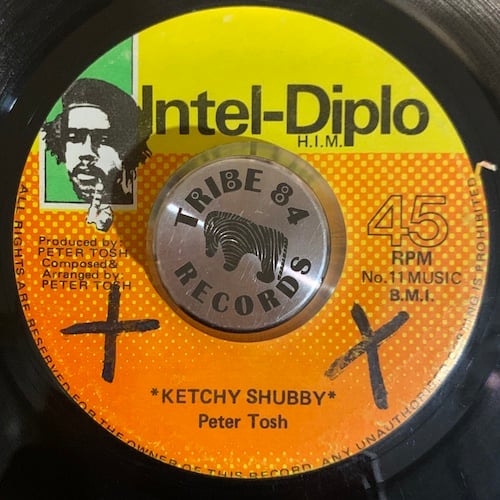 Intel-Diplo
H.I.M.
TRIBE 84
RECORDS
45
RPM
No.11 MUSIC
B.M.I.
Produced by:
PETER TOSH
Composed&
Arranged by:
PETER TOSH
*KETCHY SHUBBY*
Peter Tosh
ALL RIGHTS ARE RESERVED FOR THE OWNER OF THIS RECORD ANY UNAUTHORIZED IS PROHIBITED